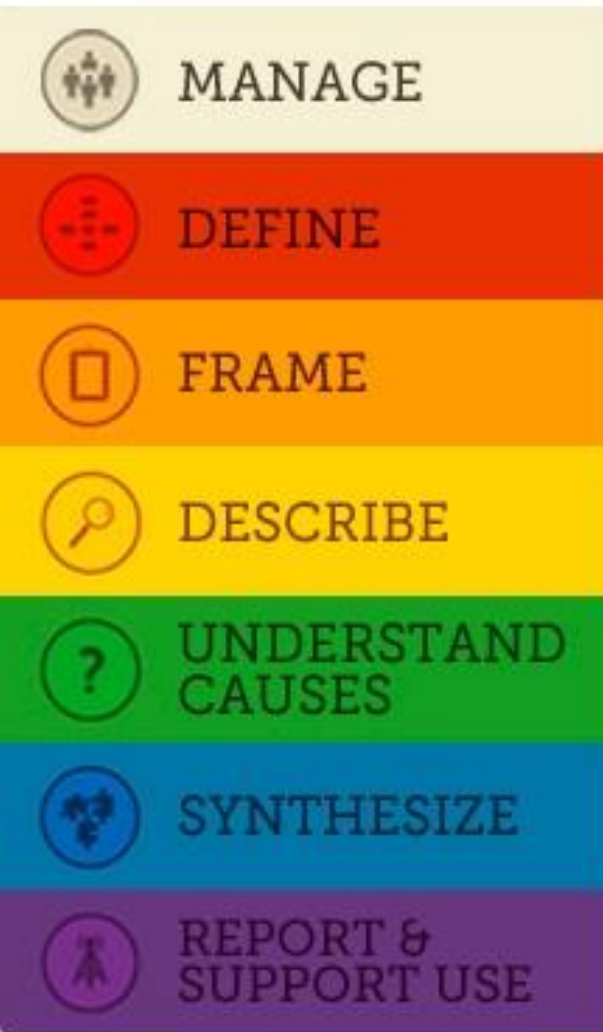 MANAGE
DEFINE
FRAME
DESCRIBE
?
UNDERSTAND
CAUSES
SYNTHESIZE
REPORT &
SUPPORT USE